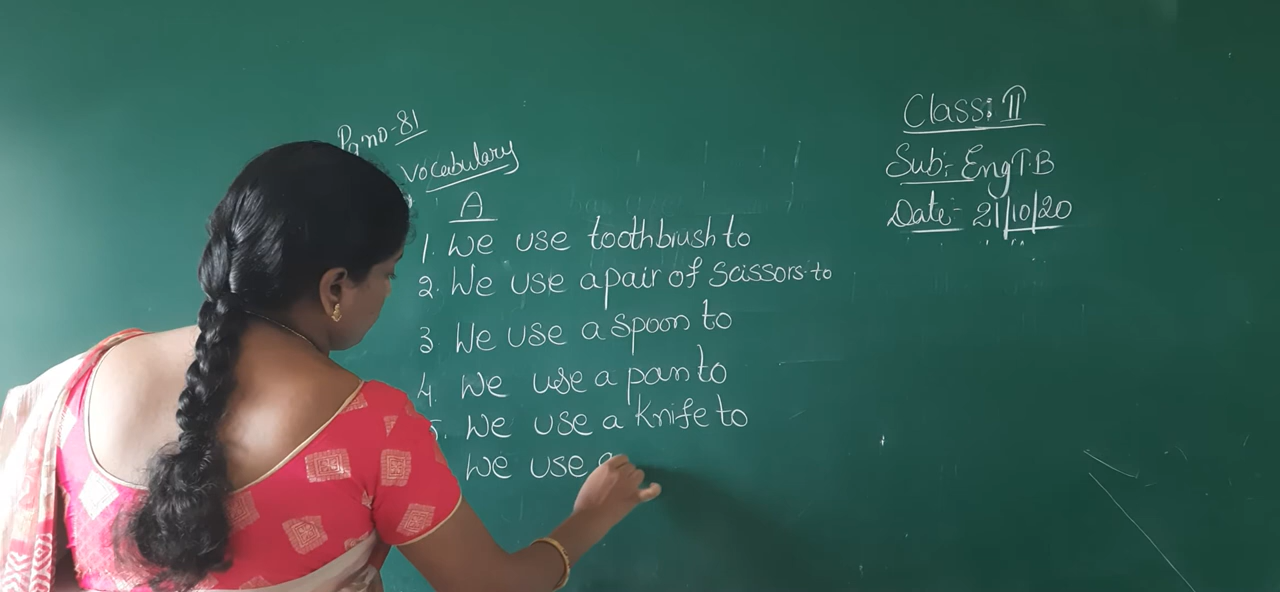 Pg no-81
Vocabulary
A
1. We use toothbrush to
2. We use a pair of scissors to
3 We use a spoon to
4. We use a pan to
5. We use a knife to
We use a
Class: II
Sub:- Eng T.B
Date:- 21/10/20